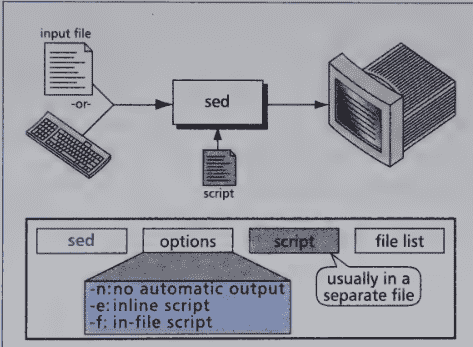 input file
-or-
sed
script
sed
options
script
file list
usually in a
separate file
-n:no automatic output
-e:inline script
-f: in-file script